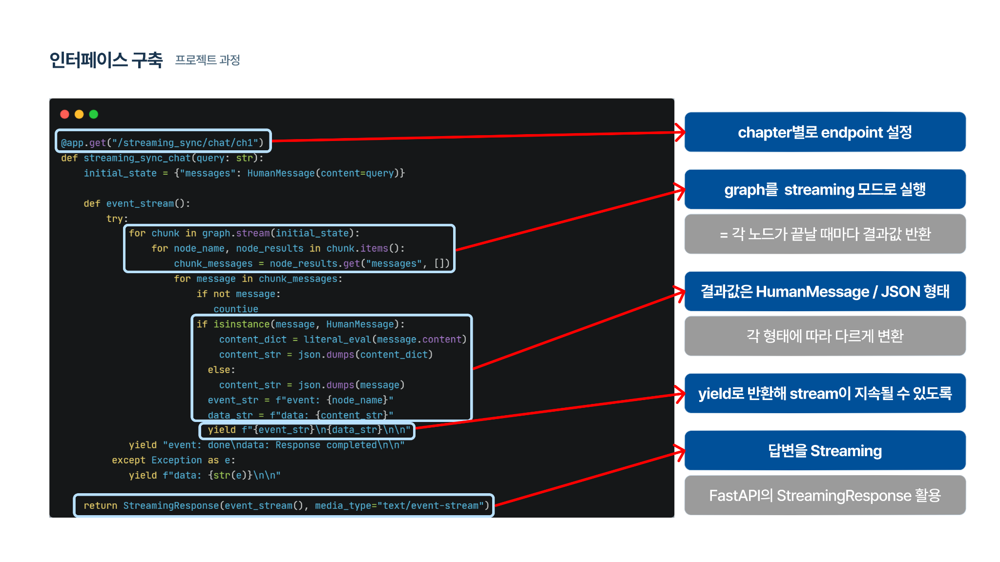 인터페이스 구축 프로젝트 과정
@app.get("/streaming_sync/chat/ch1")
def streaming_sync_chat(query: str):
    initial_state = {"messages": HumanMessage(content=query)}
    def event_stream():
        try:
            for chunk in graph.stream(initial_state):
                for node_name, node_results in chunk.items():
                    chunk_messages = node_results.get("messages", [])
                    for message in chunk_messages:
                        if not message:
                           countiue
                        if isinstance(message, HumanMessage):
                            content_dict = literal_eval(message.content)
                            content_str = json.dumps(content_dict)
                          else:
                            content_str = json.dumps(message)
                          event_str = f"event: {node_name}"
                          data_str = f"data: {content_str}"
                          yield f"{event_str}\n{data_str}\n\n"
            yield "event: done\ndata: Response completed\n\n"
         except Exception as e:
            yield f"data: {str(e)}\n\n"
    return StreamingResponse(event_stream(), media_type="text/event-stream")
chapter별로 endpoint 설정
graph를  streaming 모드로 실행
= 각 노드가 끝날 때마다 결과값 반환
결과값은 HumanMessage / JSON 형태
각 형태에 따라 다르게 변환
yield로 반환해 stream이 지속될 수 있도록
답변을 Streaming
FastAPI의 StreamingResponse 활용